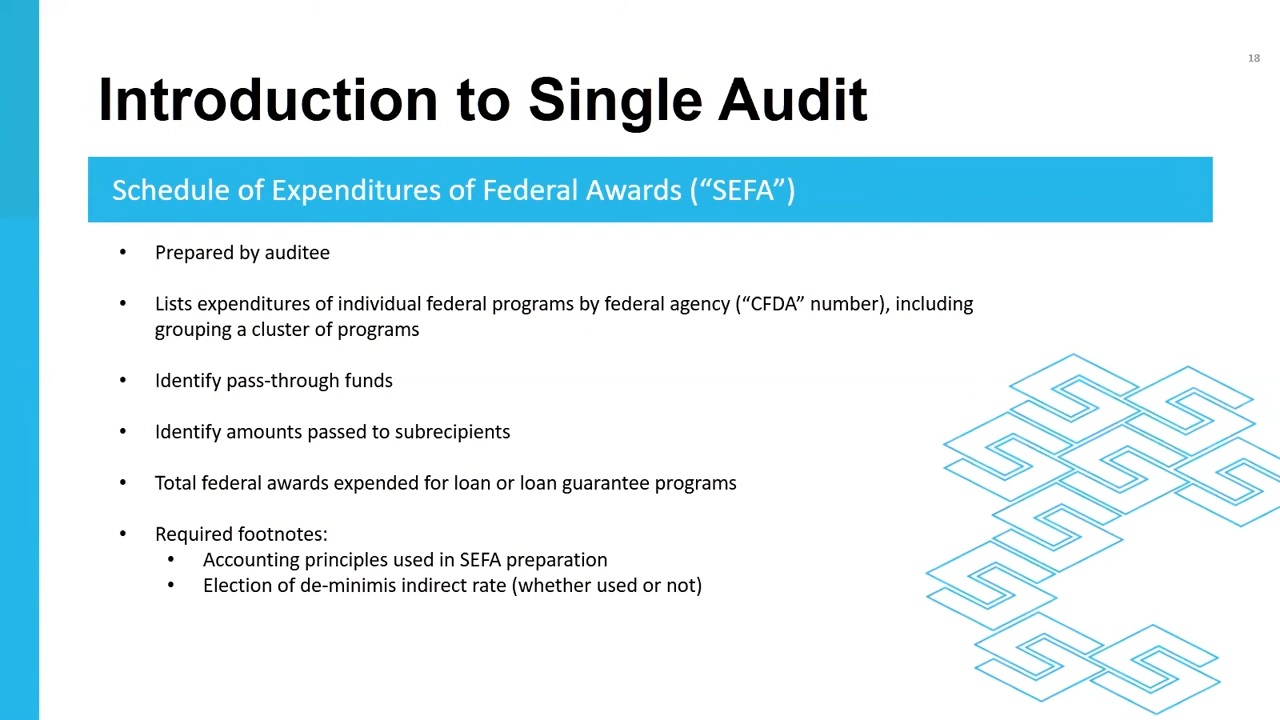 18
Introduction to Single Audit
Schedule of Expenditures of Federal Awards (“SEFA”)
• Prepared by auditee
• Lists expenditures of individual federal programs by federal agency (“CFDA” number), including
grouping a cluster of programs
• Identify pass-through funds
• Identify amounts passed to subrecipients
• Total federal awards expended for loan or loan guarantee programs
• Required footnotes:
• Accounting principles used in SEFA preparation
• Election of de-minimis indirect rate (whether used or not)